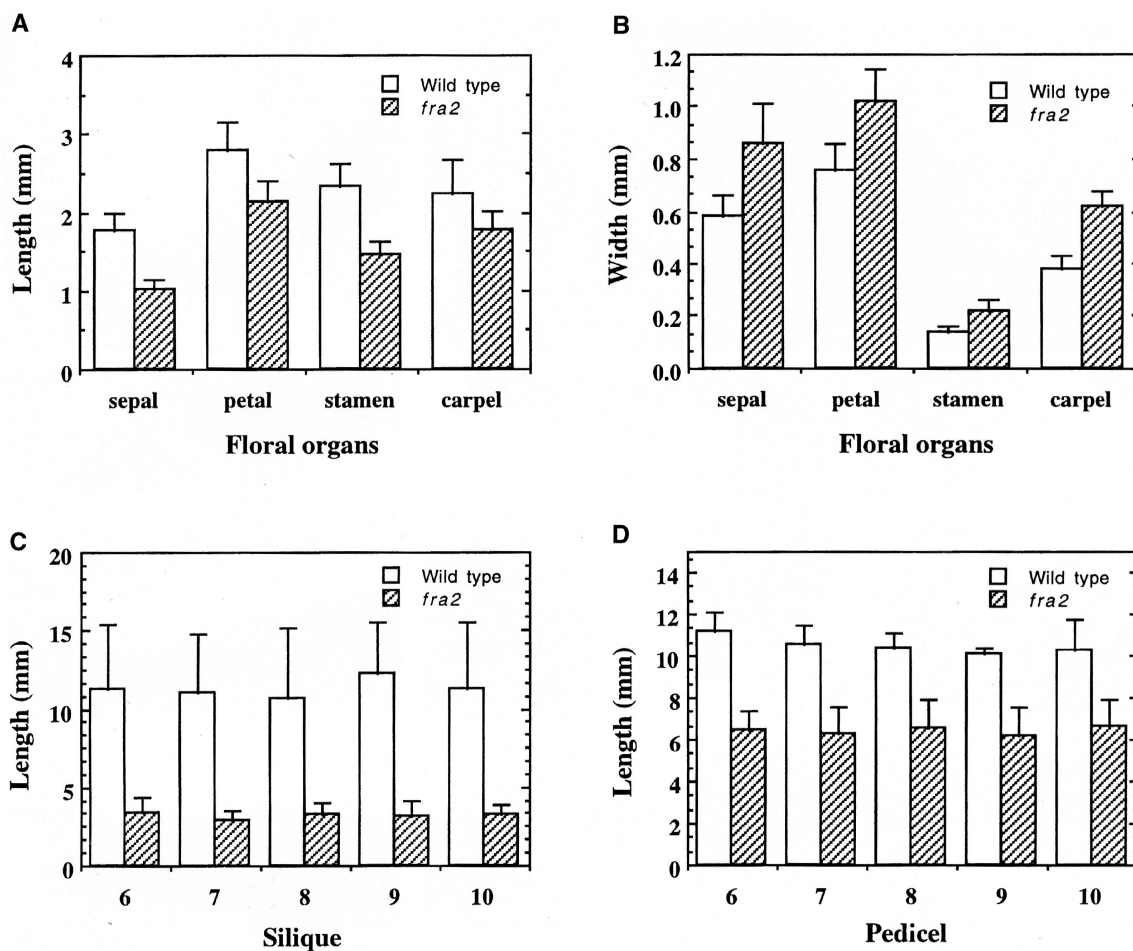 A
4
3
2
1
0
Length (mm)
Wild type
fra2
sepal petal stamen carpel
Floral organs
B
1.2
1.0
0.8
0.6
0.4
0.2
0.0
Width (mm)
Wild type
fra2
sepal petal stamen carpel
Floral organs
C
20
15
10
5
0
Length (mm)
Wild type
fra2
6 7 8 9 10
Silique
D
14
12
10
8
6
4
2
0
Length (mm)
Wild type
fra2
6 7 8 9 10
Pedicel